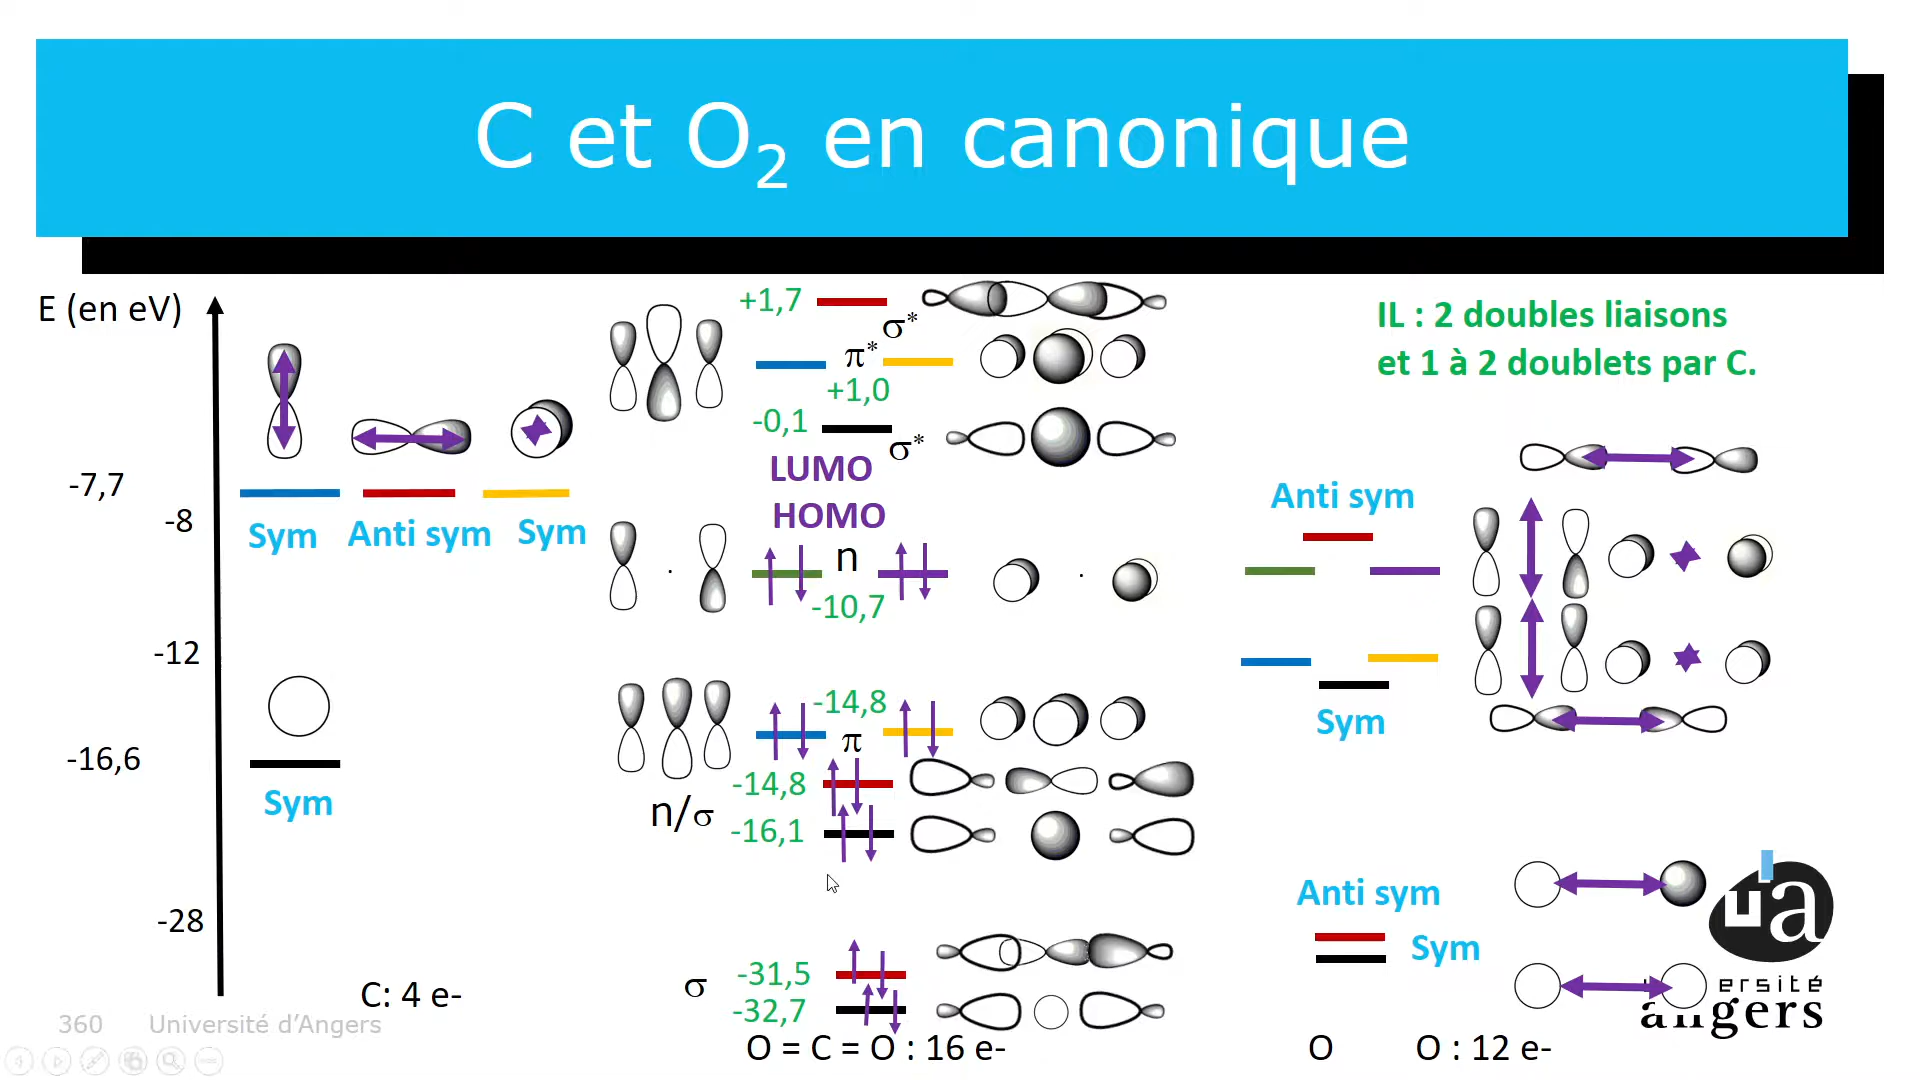 C et O₂ en canonique
E (en eV)
-7,7
-8
-12
-16,6
-28
Sym
Anti sym
Sym
Sym
C: 4 e-
+1,7
σ*
π*
+1,0
-0,1
σ*
LUMO
HOMO
n
-10,7
-14,8
π
-14,8
n/σ
-16,1
σ
-31,5
-32,7
O = C = O : 16 e-
IL : 2 doubles liaisons
et 1 à 2 doublets par C.
Anti sym
Sym
Anti sym
Sym
O O : 12 e-
ua
ersité
angers
360 Université d’Angers